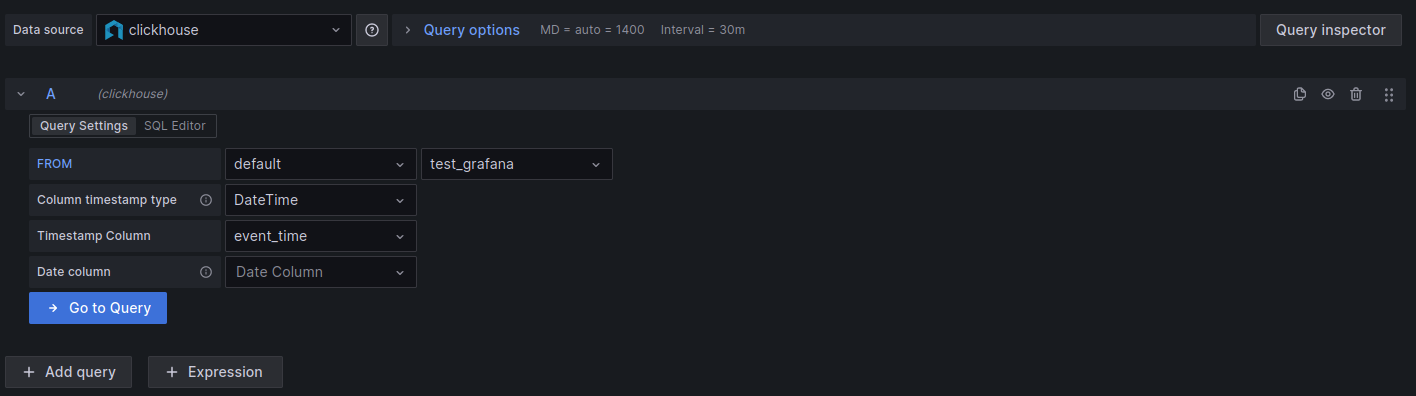 Data source clickhouse Query options MD = auto = 1400 Interval = 30m Query inspector
A (clickhouse)
Query Settings SQL Editor
FROM default test_grafana
Column timestamp type DateTime
Timestamp Column event_time
Date column Date Column
Go to Query
Add query Expression